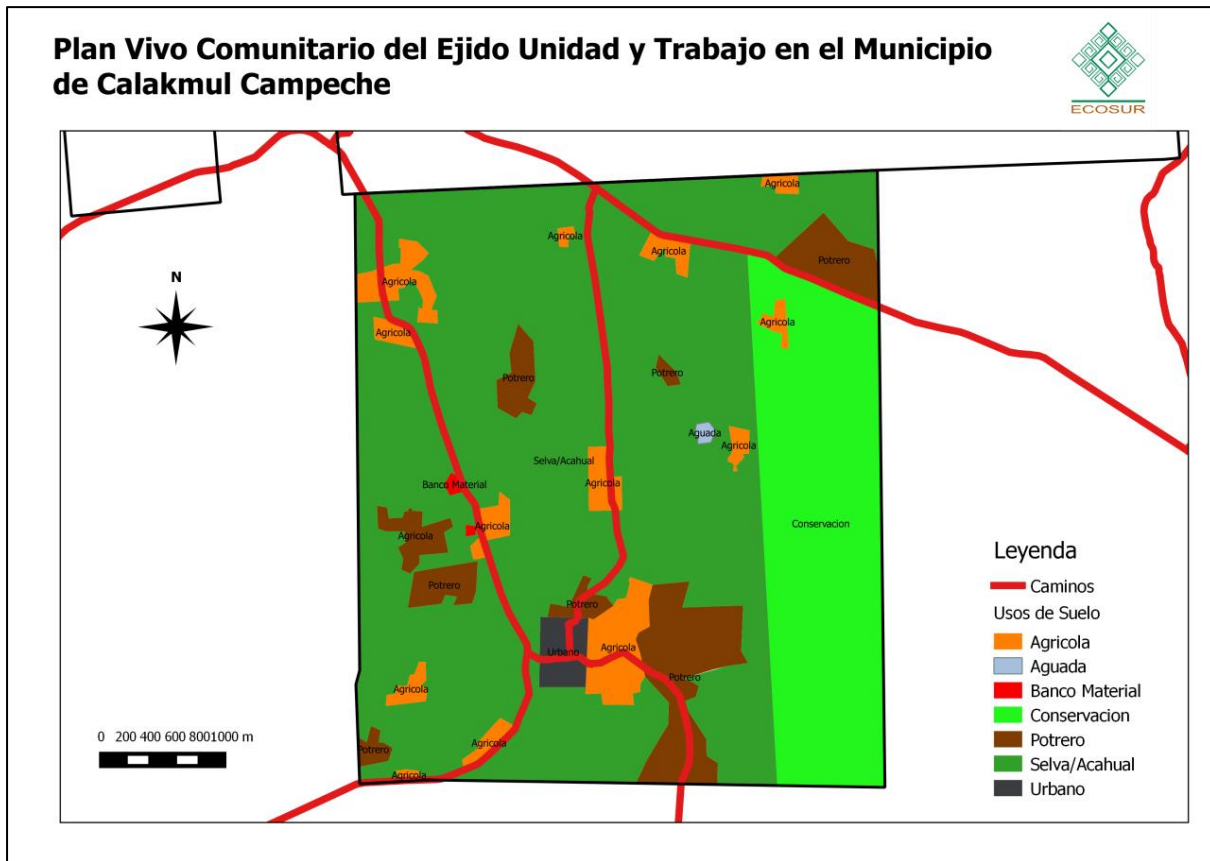 Plan Vivo Comunitario del Ejido Unidad y Trabajo en el Municipio
de Calakmul Campeche
ECOSUR
Agricola
Agricola
Agricola
Potrero
N
Agricola
Agricola
Agricola
Potrero
Potrero
Aguada
Agricola
Selva/Acahual
Banco Material
Agricola
Agricola
Conservacion
Agricola
Potrero
Potrero
Urbano
Agricola
Potrero
Agricola
Agricola
Potrero
Agricola
0 200 400 600 8001000 m
Leyenda
Caminos
Usos de Suelo
Agricola
Aguada
Banco Material
Conservacion
Potrero
Selva/Acahual
Urbano